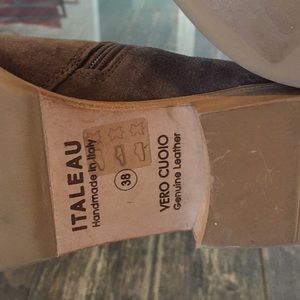 ITALEAU
Handmade in Italy
38
VERO CUOIO
Genuine Leather